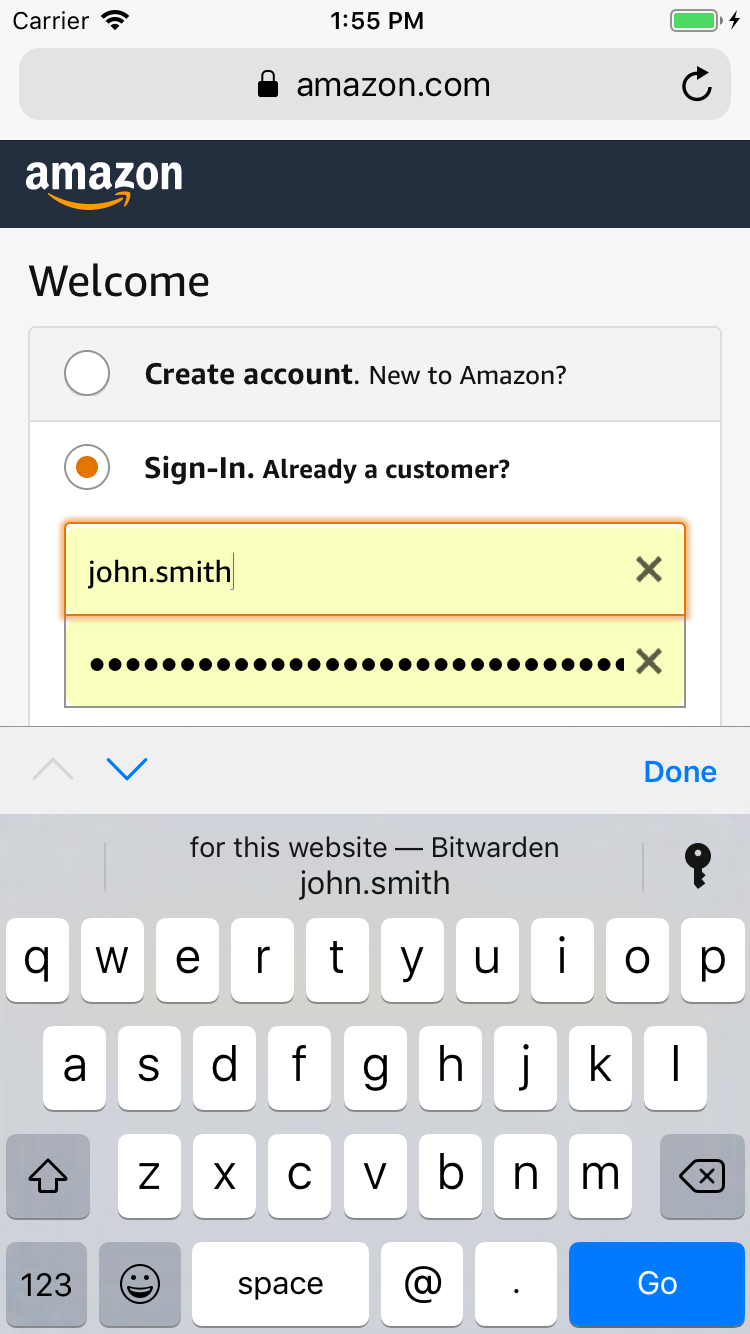 Carrier 1:55 PM
amazon.com
amazon
Welcome
Create account. New to Amazon?
Sign-In. Already a customer?
john.smith
••••••••••••••••••••••••••••••
Done
for this website — Bitwarden
john.smith
q w e r t y u i o p
a s d f g h j k l
z x c v b n m
123 space @ . Go